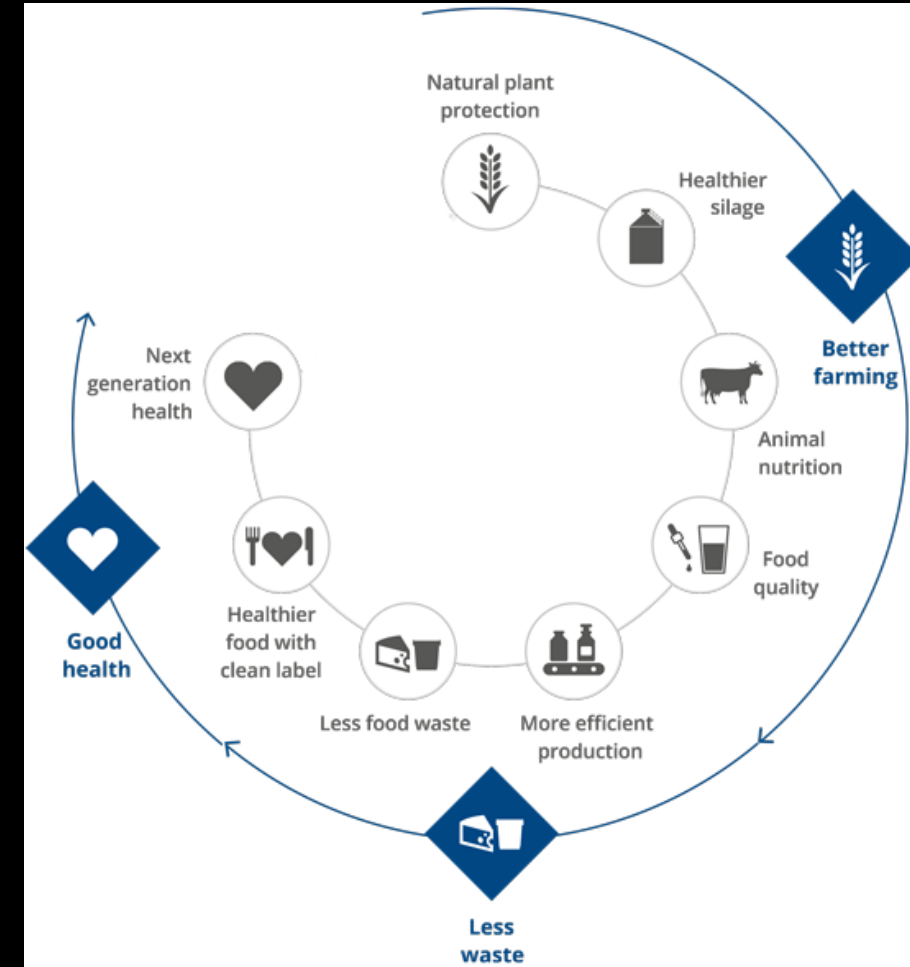 Natural plant
protection
Healthier
silage
Better
farming
Animal
nutrition
Food
quality
More efficient
production
Less food waste
Healthier
food with
clean label
Next
generation
health
Good
health
Less
waste